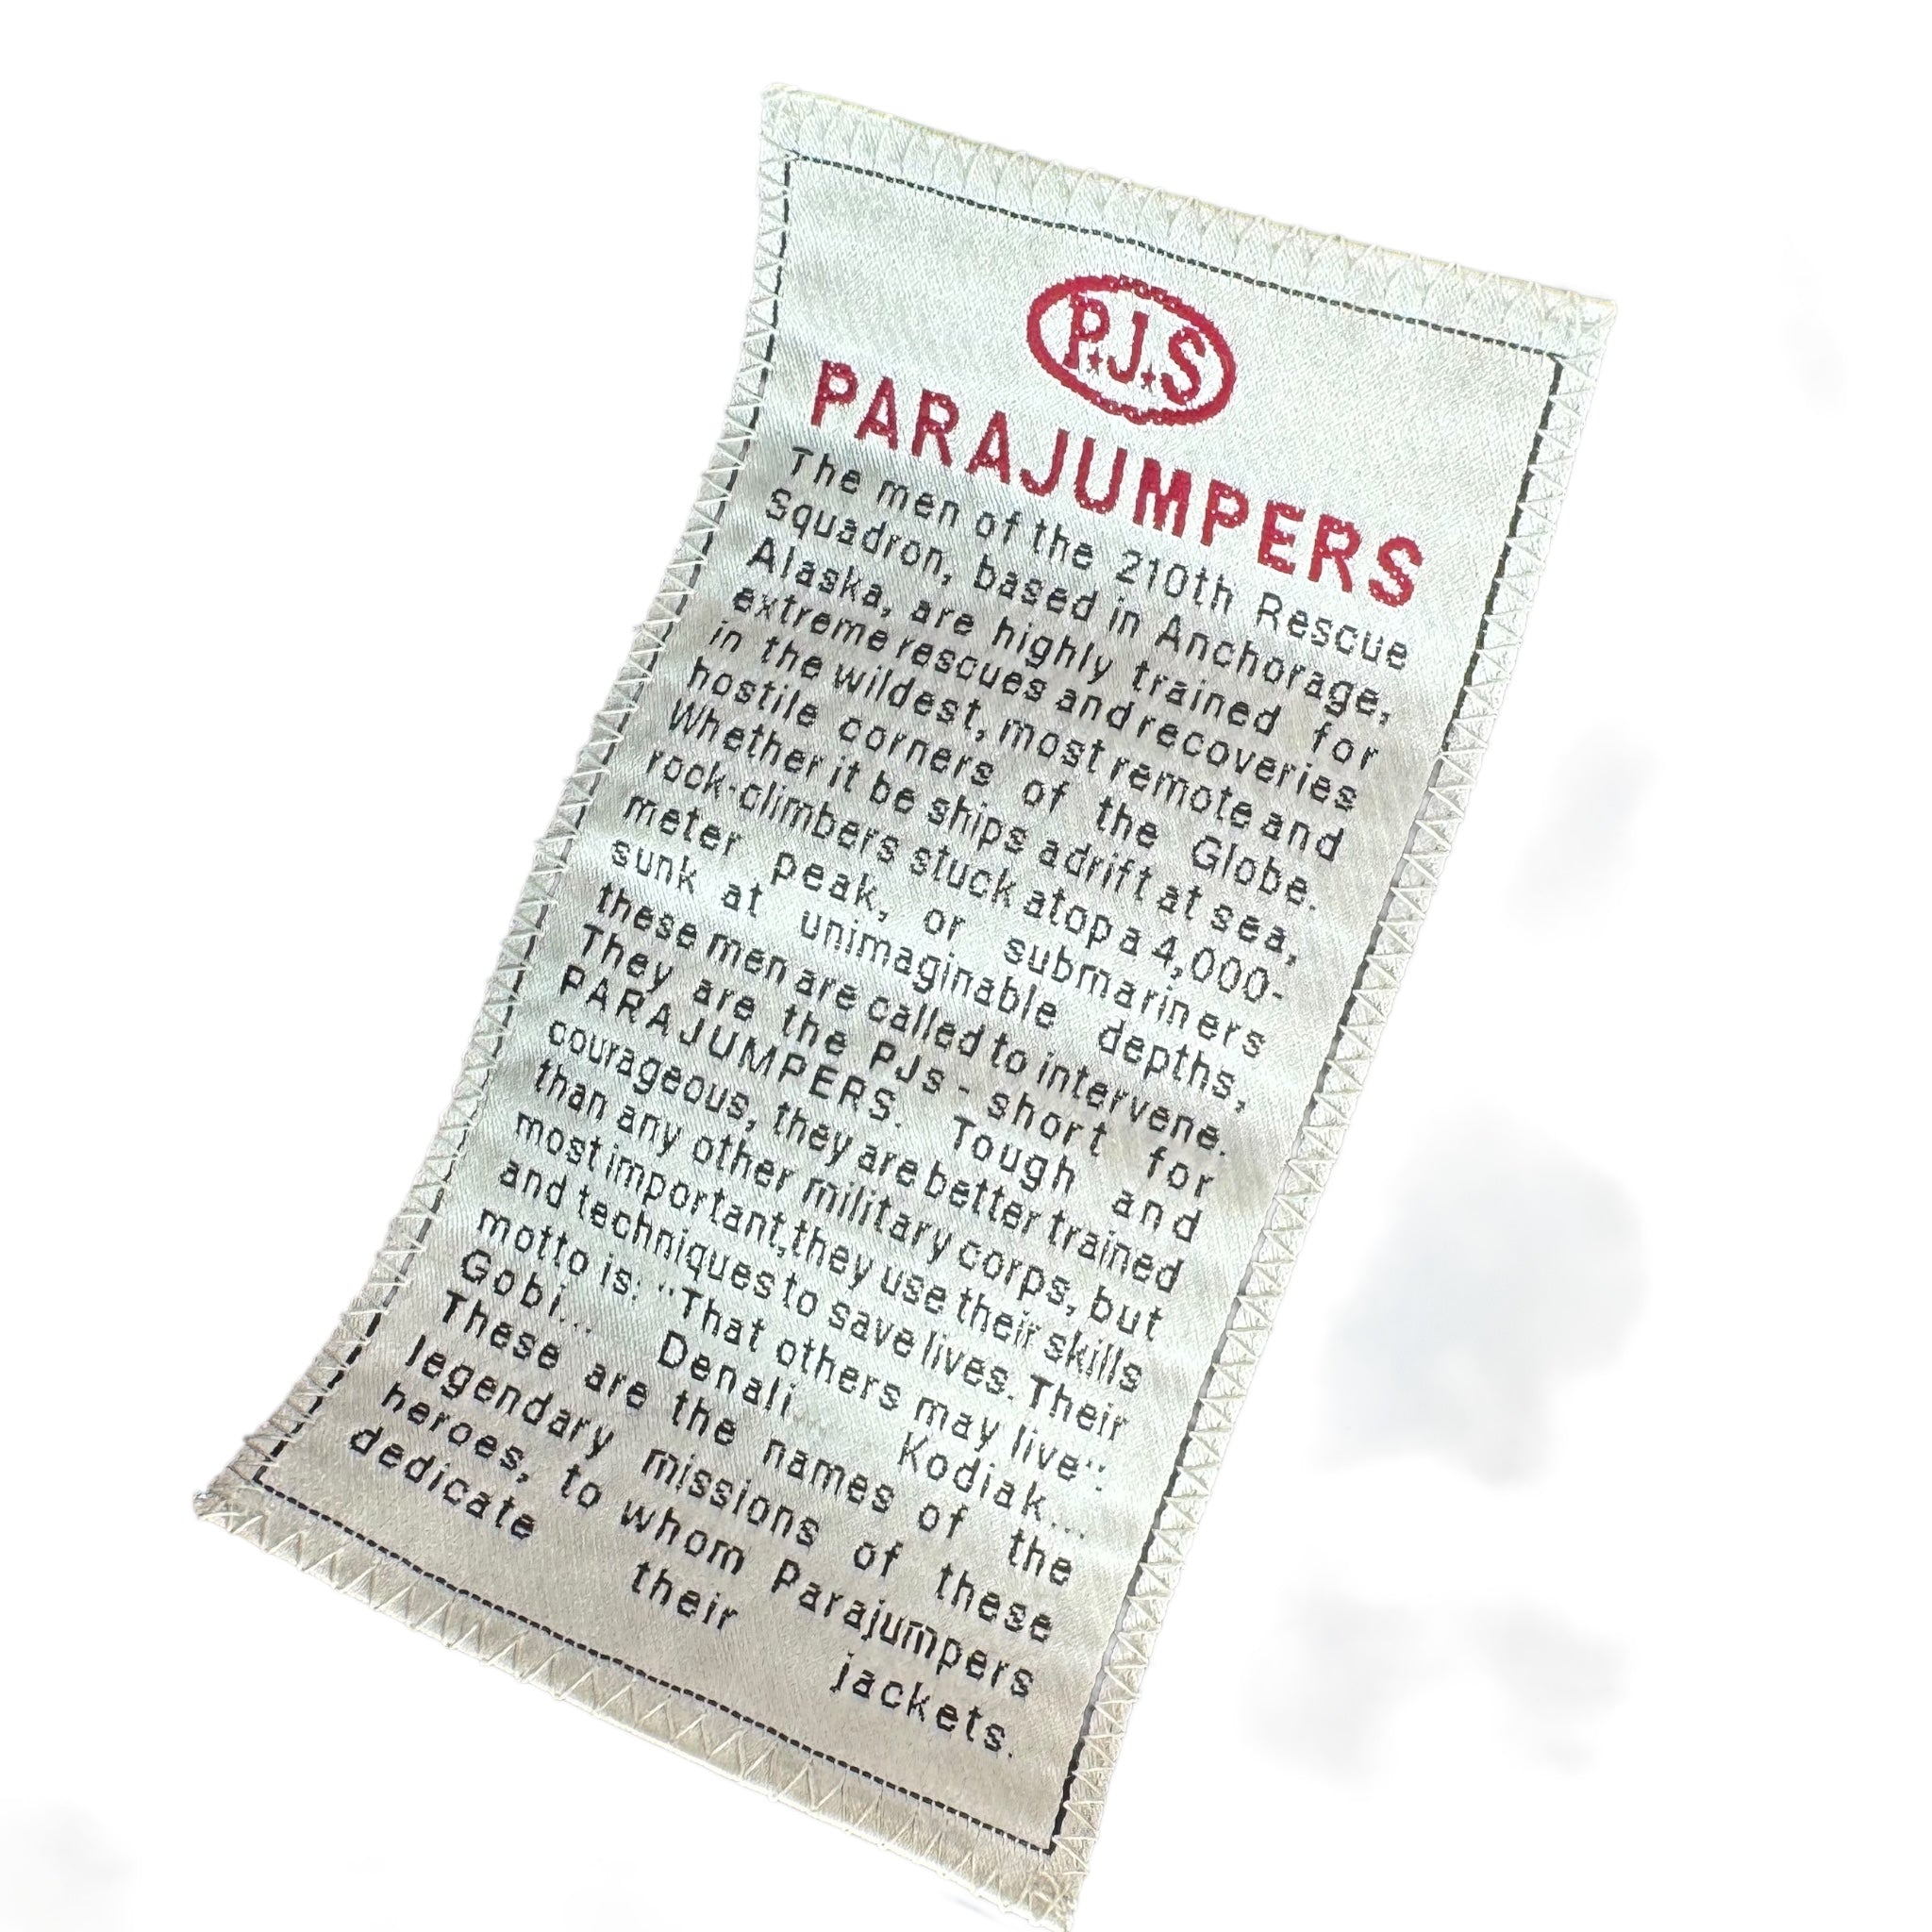 P.J.S
PARAJUMPERS
The men of the 210th Rescue
Squadron, based in Anchorage,
Alaska, are highly trained for
extreme rescues and recoveries
in the wildest, most remote and
hostile corners of the Globe.
Whether it be ships adrift at sea,
rock-climbers stuck atop a 4,000-
meter peak, or submariners
sunk at unimaginable depths,
these men are called to intervene.
They are the PJs - short for
PARAJUMPERS. Tough and
courageous, they are better trained
than any other military corps, but
most important, they use their skills
and techniques to save lives. Their
motto is: "That others may live".
Gobi... Denali... Kodiak...
These are the names of the
legendary missions of these
heroes, to whom Parajumpers
dedicate their jackets.